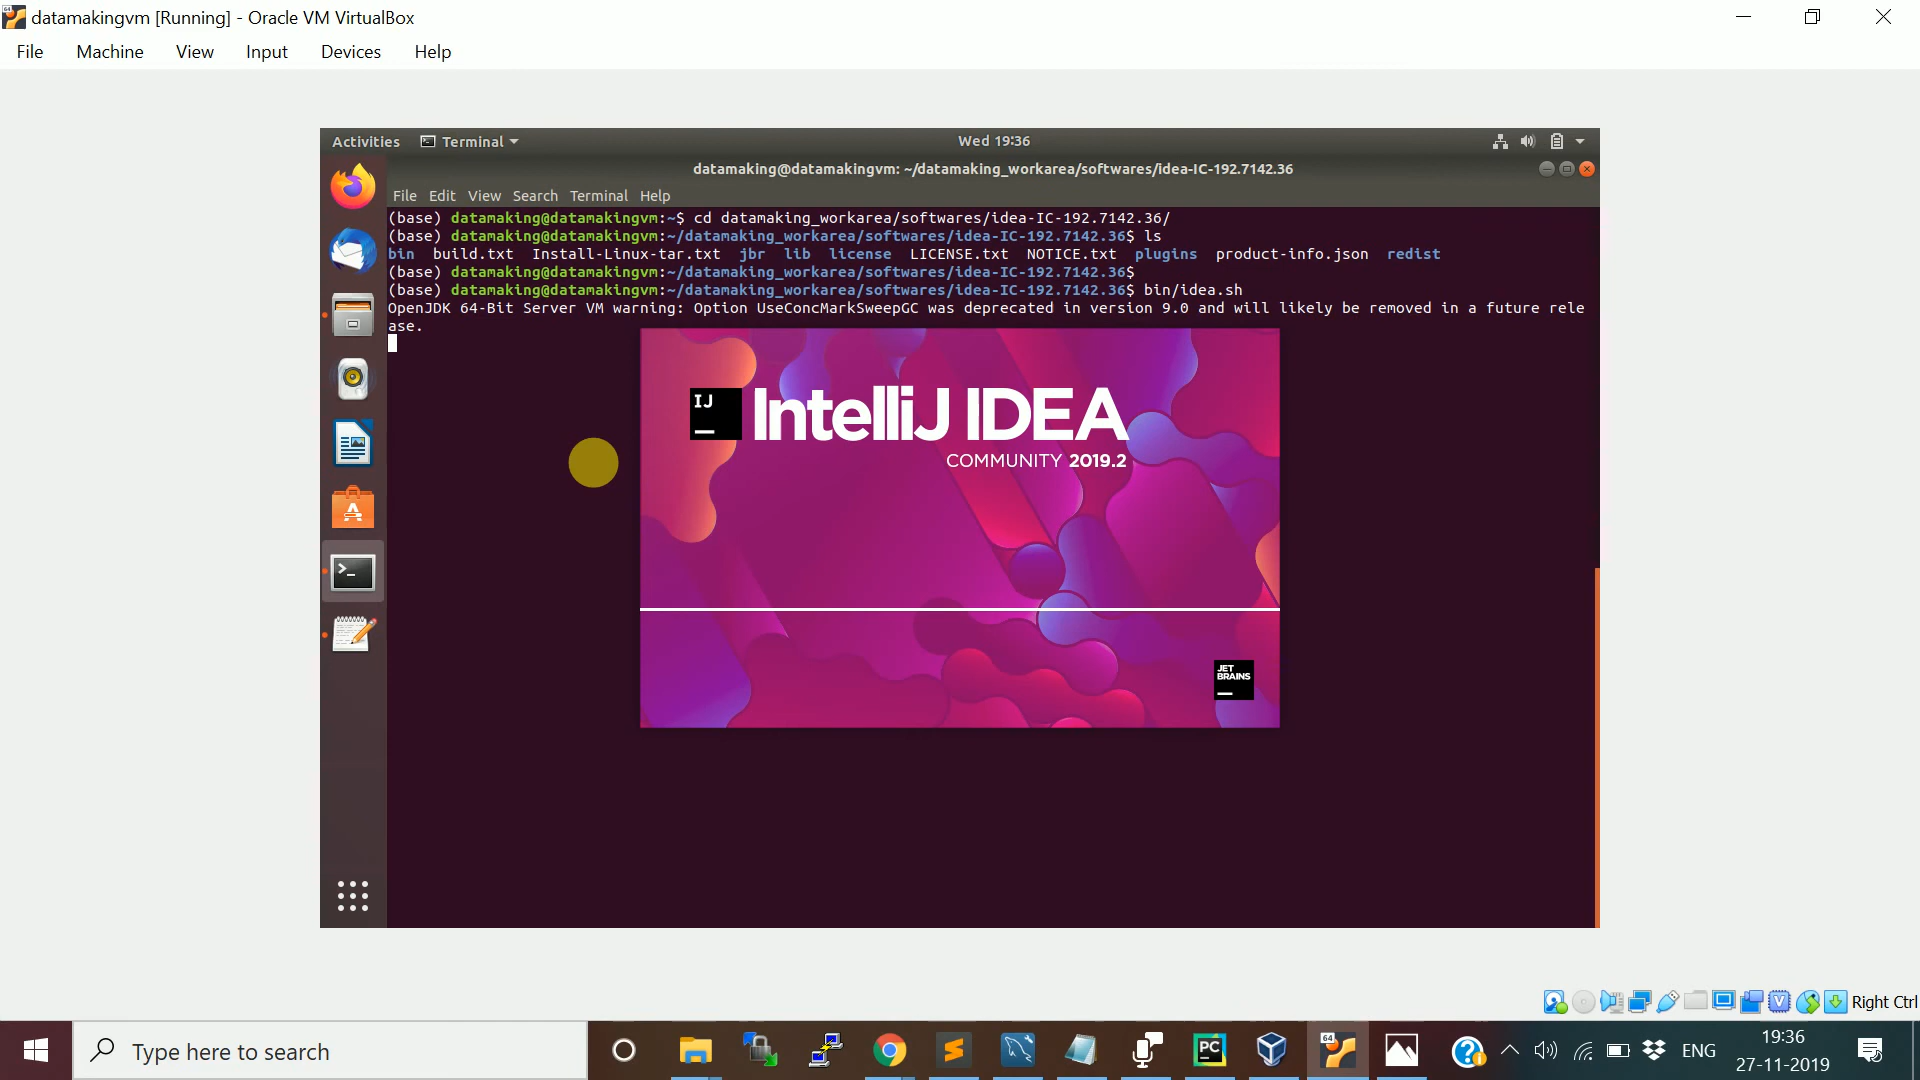 datamakingvm [Running] - Oracle VM VirtualBox
File Machine View Input Devices Help
Activities Terminal Wed 19:36
datamaking@datamakingvm: ~/datamaking_workarea/softwares/idea-IC-192.7142.36
File Edit View Search Terminal Help
(base) datamaking@datamakingvm:~$ cd datamaking_workarea/softwares/idea-IC-192.7142.36/
(base) datamaking@datamakingvm:~/datamaking_workarea/softwares/idea-IC-192.7142.36$ ls
bin build.txt Install-Linux-tar.txt jbr lib license LICENSE.txt NOTICE.txt plugins product-info.json redist
(base) datamaking@datamakingvm:~/datamaking_workarea/softwares/idea-IC-192.7142.36$
(base) datamaking@datamakingvm:~/datamaking_workarea/softwares/idea-IC-192.7142.36$ bin/idea.sh
OpenJDK 64-Bit Server VM warning: Option UseConcMarkSweepGC was deprecated in version 9.0 and will likely be removed in a future rele
ase.
IJ IntelliJ IDEA
COMMUNITY 2019.2
JET
BRAINS
Right Ctrl
Type here to search
PC
64
ENG
19:36
27-11-2019